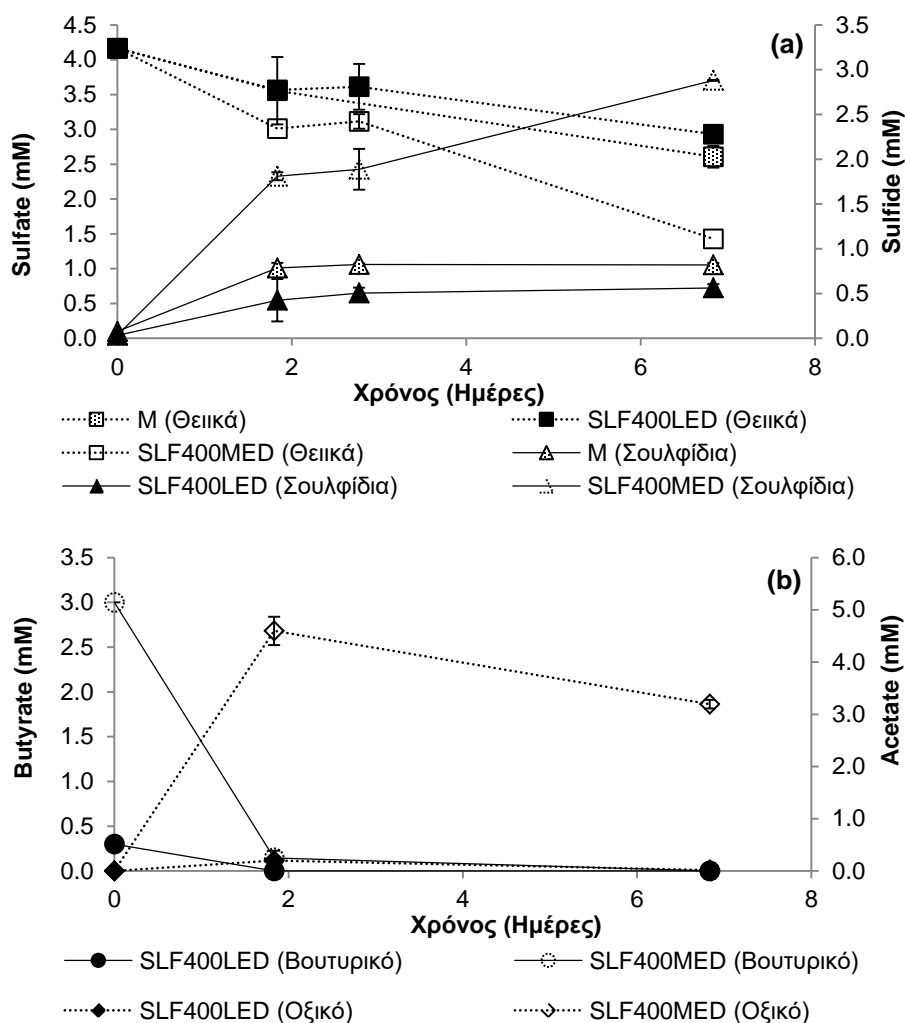 (a)
Sulfate (mM)
4.5
4.0
3.5
3.0
2.5
2.0
1.5
1.0
0.5
0.0
Sulfide (mM)
3.5
3.0
2.5
2.0
1.5
1.0
0.5
0.0
0 2 4 6 8
Χρόνος (Ημέρες)
Μ (Θειικά) SLF400LED (Θειικά)
SLF400MED (Θειικά) Μ (Σουλφίδια)
SLF400LED (Σουλφίδια) SLF400MED (Σουλφίδια)
(b)
Butyrate (mM)
3.5
3.0
2.5
2.0
1.5
1.0
0.5
0.0
Acetate (mM)
6.0
5.0
4.0
3.0
2.0
1.0
0.0
0 2 4 6 8
Χρόνος (Ημέρες)
SLF400LED (Βουτυρικό) SLF400MED (Βουτυρικό)
SLF400LED (Οξικό) SLF400MED (Οξικό)